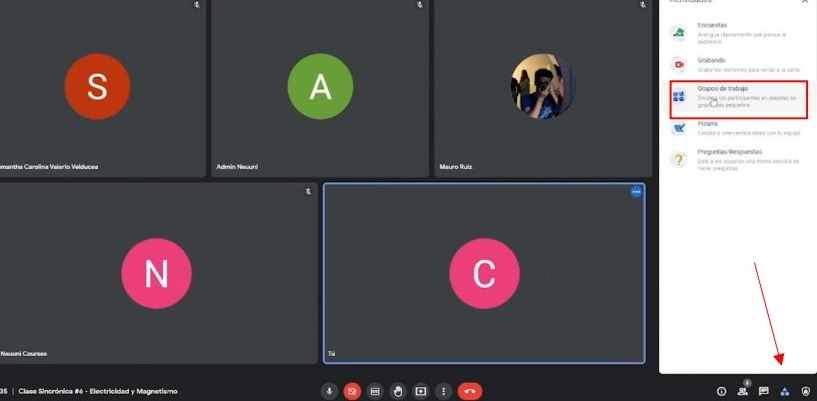 Actividades
Encuestas
Averigua rápidamente qué piensa la
audiencia
Grabando
Graba las reuniones para verlas a la carta
Grupos de trabajo
Divide a los participantes en debates de
grupos más pequeños
Pizarra
Esboza e intercambia ideas con tu equipo
Preguntas/Respuestas
Dale a los usuarios una forma sencilla de
hacer preguntas
S
A
mantha Carolina Valerio Velducea
Admin Neuuni
Mauro Ruiz
N
C
Neuuni Courses
Tú
35 | Clase Sincrónica #6 - Electricidad y Magnetismo
6